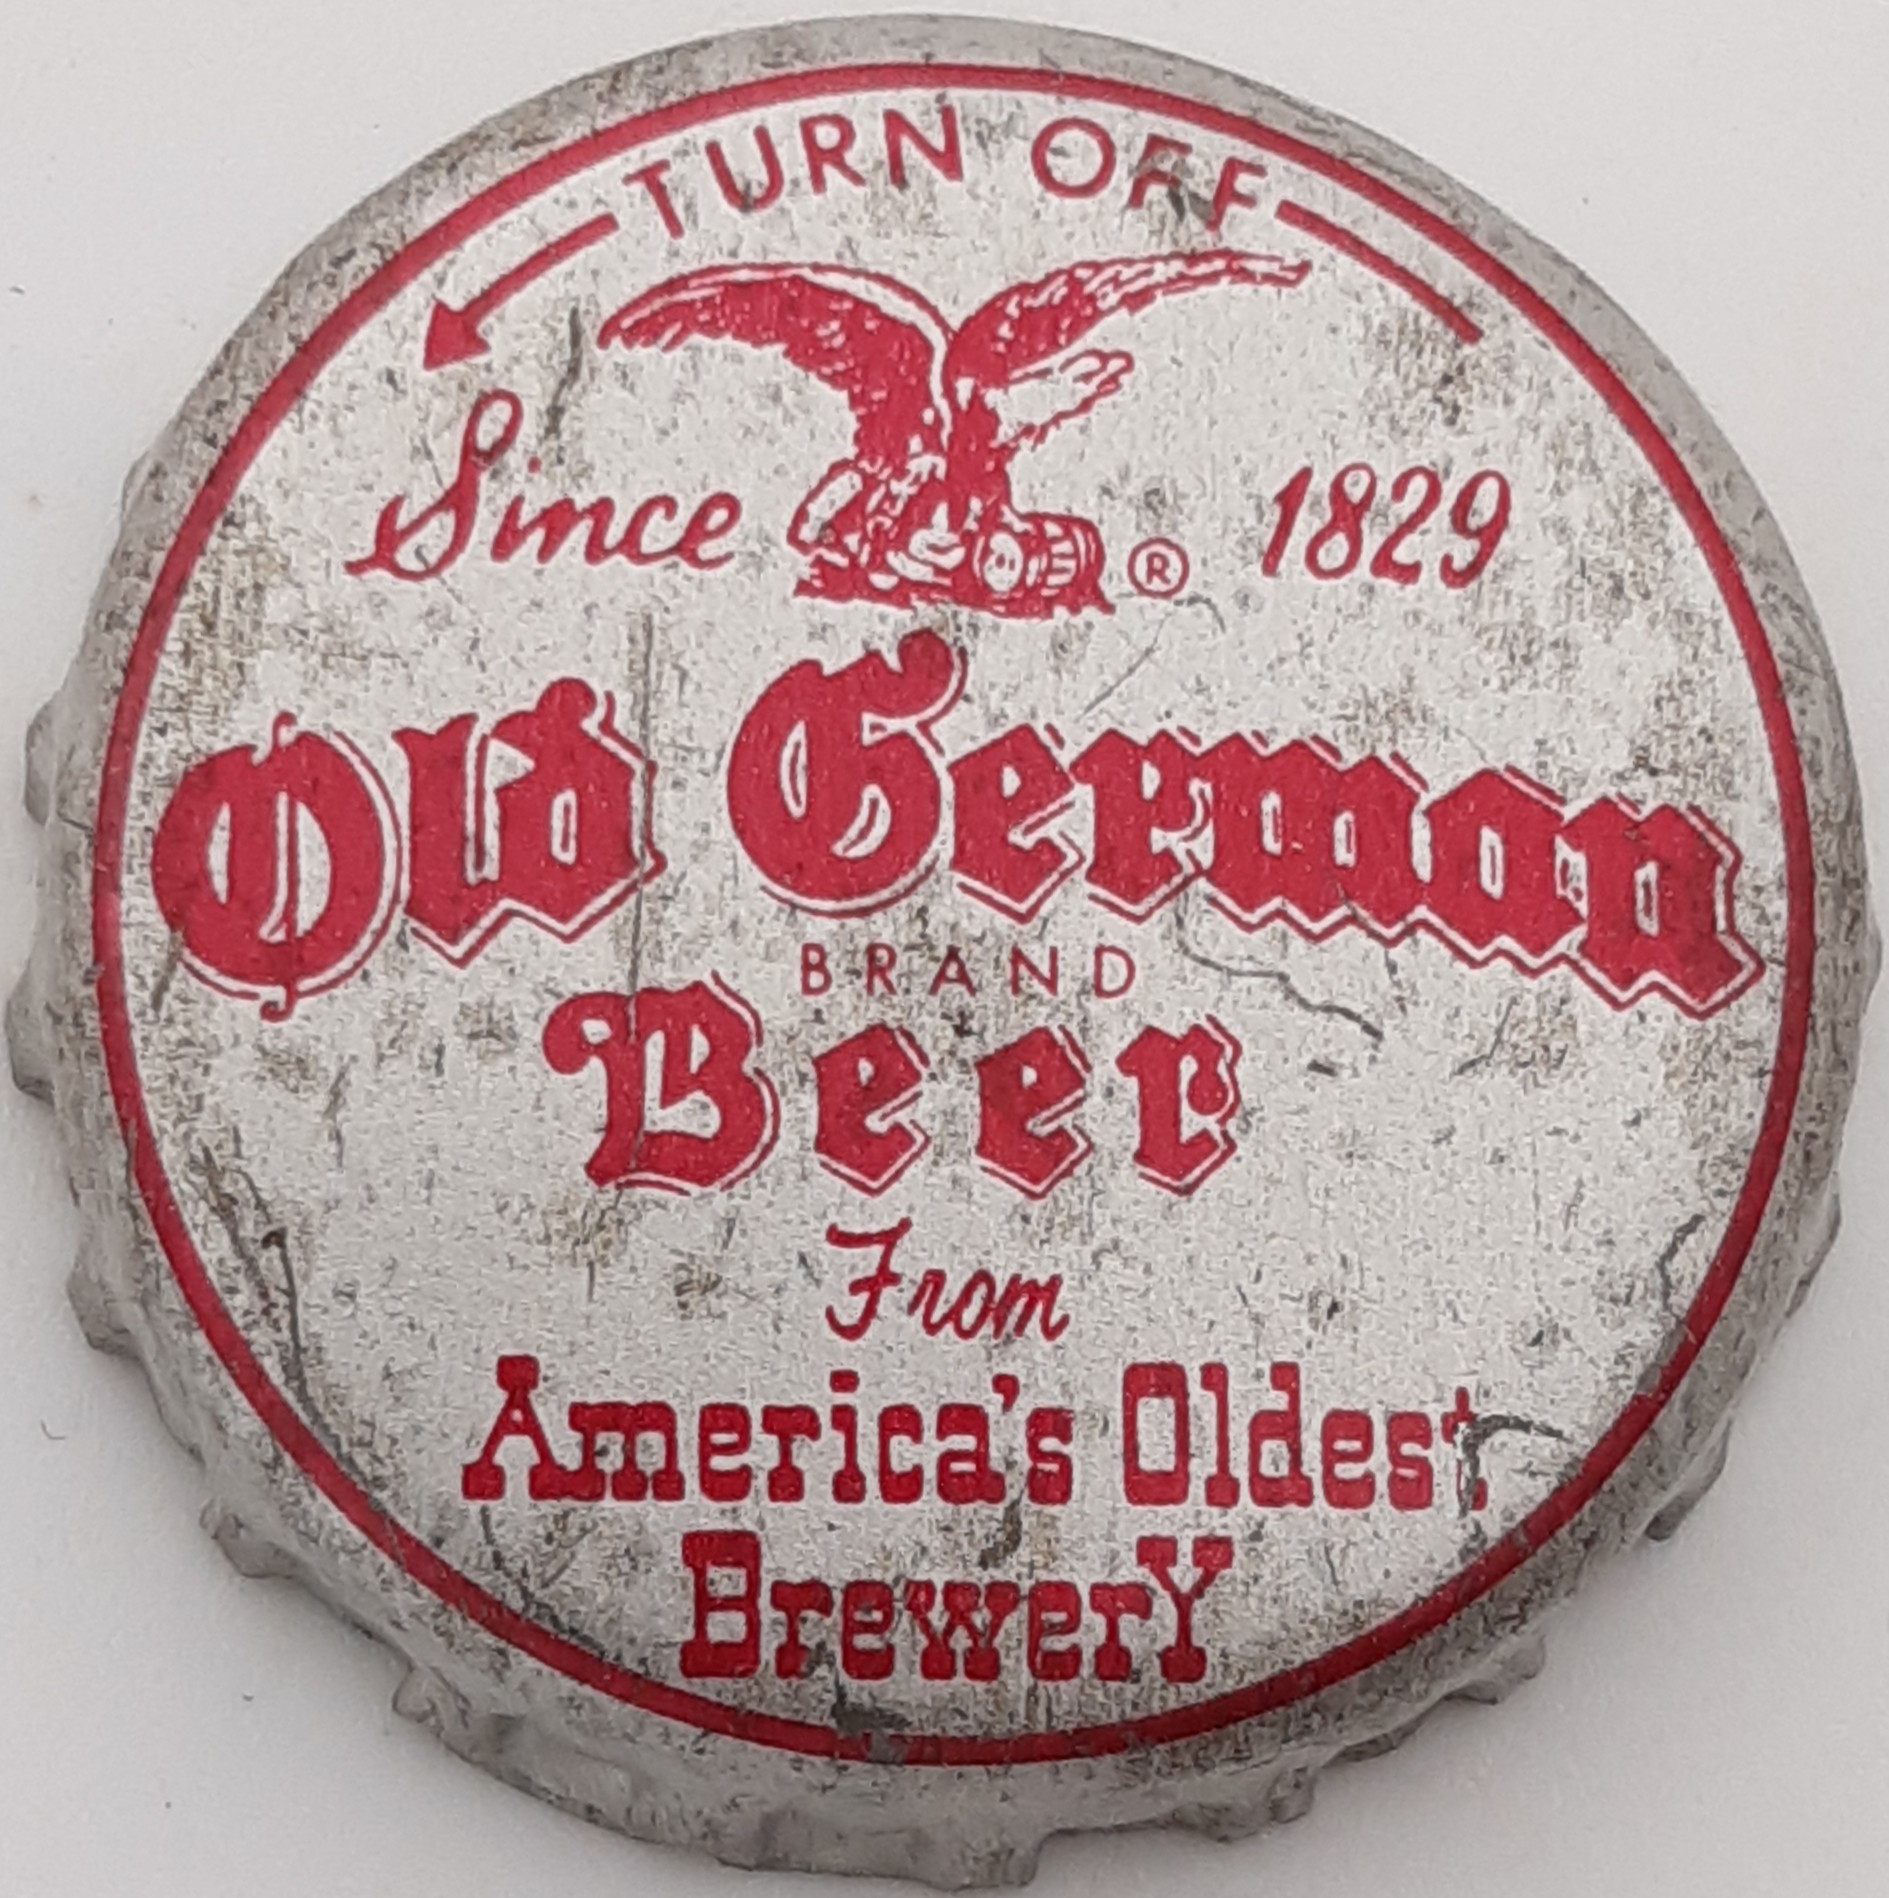 TURN OFF
Since ® 1829
Old German
BRAND
Beer
From
America's Oldest
BrewerY